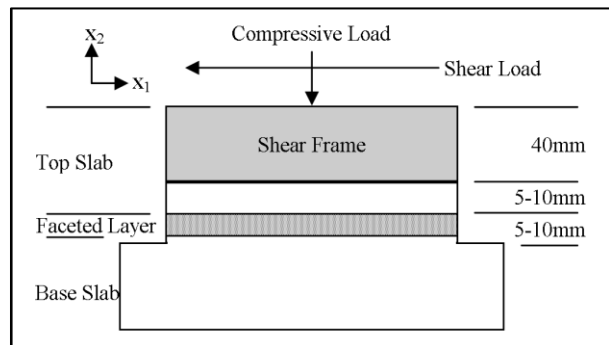 x2
x1
Compressive Load
Shear Load
Top Slab
Shear Frame
40mm
5-10mm
Faceted Layer
5-10mm
Base Slab